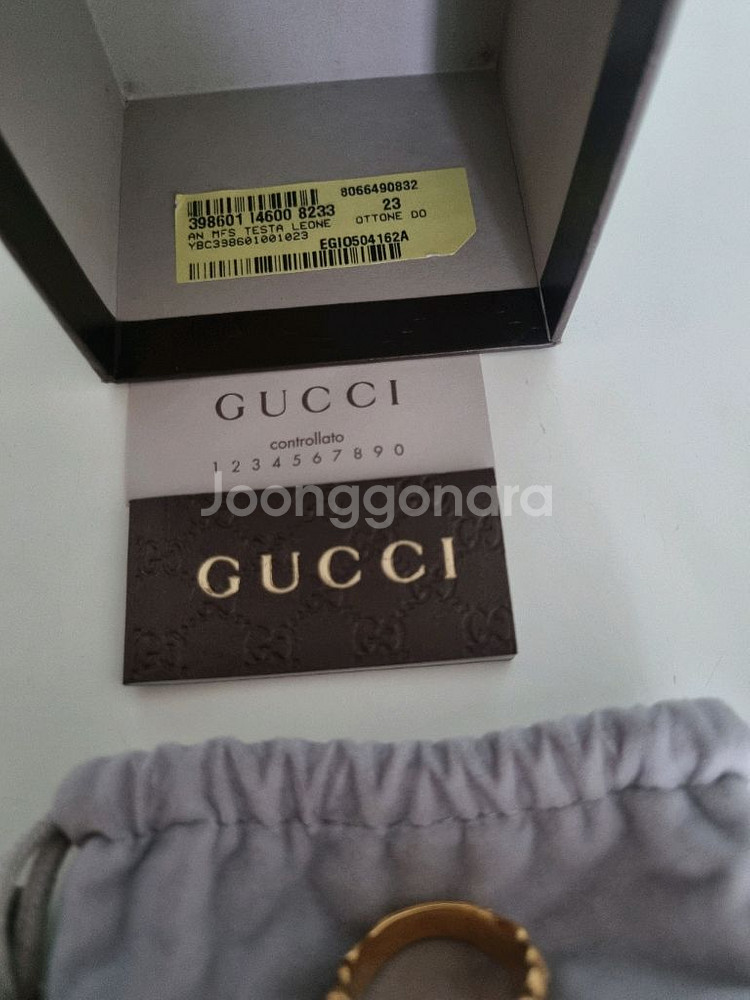 8066490832
398601 I4600 8233 23
AN MFS TESTA LEONE OTTONE DO
YBC398601001023
EGIO504162A
GUCCI
controllato
1 2 3 4 5 6 7 8 9 0
Joonggonara
GUCCI